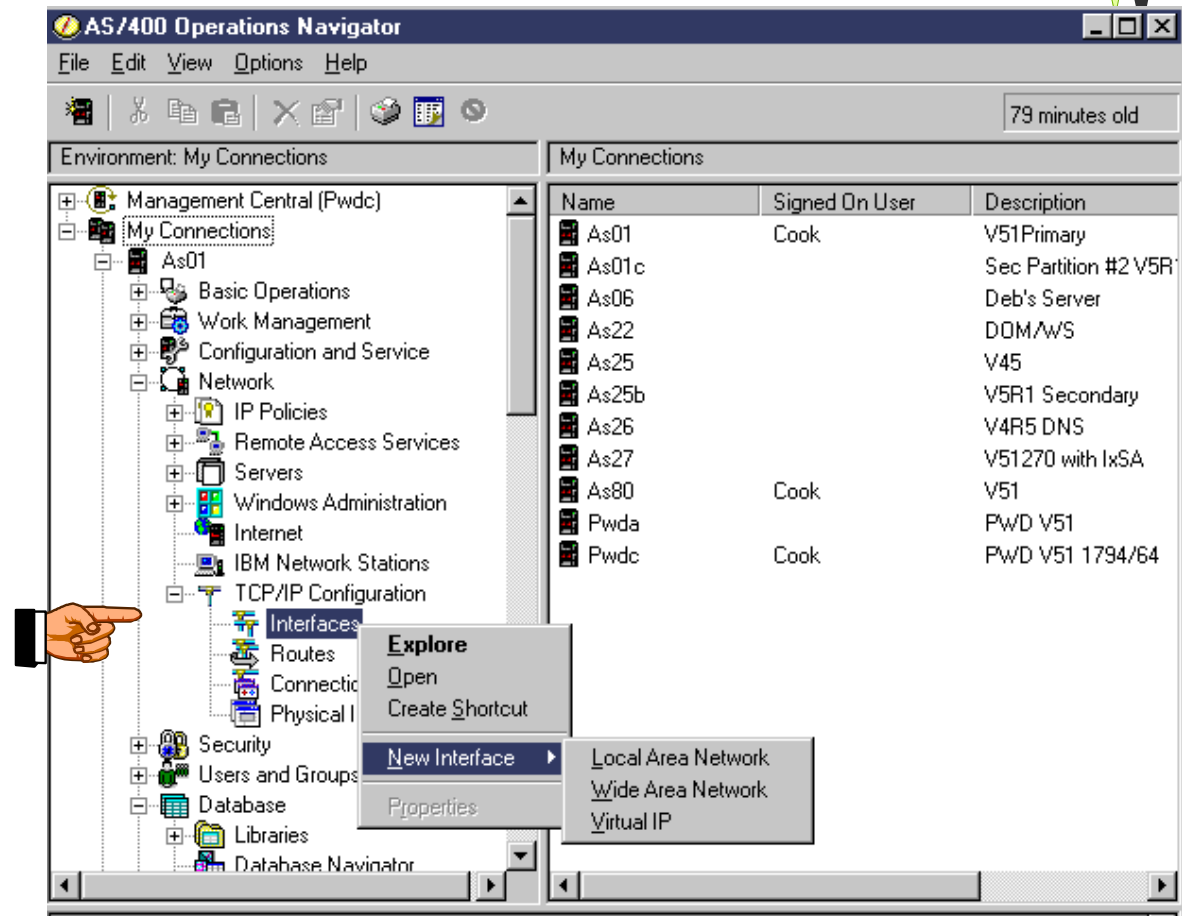 AS/400 Operations Navigator
File Edit View Options Help
79 minutes old
Environment: My Connections
My Connections
Management Central (Pwdc)
My Connections
As01
Basic Operations
Work Management
Configuration and Service
Network
IP Policies
Remote Access Services
Servers
Windows Administration
Internet
IBM Network Stations
TCP/IP Configuration
Interfaces
Routes
Connectio
Physical I
Security
Users and Groups
Database
Libraries
Database Navigator
Name Signed On User Description
As01 Cook V51Primary
As01c Sec Partition #2 V5R1
As06 Deb's Server
As22 DOM/WS
As25 V45
As25b V5R1 Secondary
As26 V4R5 DNS
As27 V51270 with IxSA
As80 Cook V51
Pwda PWD V51
Pwdc Cook PWD V51 1794/64
Explore
Open
Create Shortcut
New Interface
Properties
Local Area Network
Wide Area Network
Virtual IP